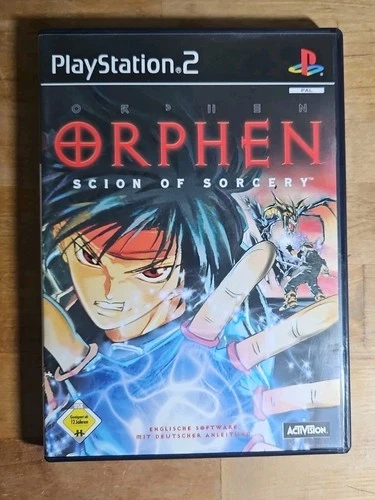 PlayStation®2
PAL
ORPHEN
ORPHEN
SCION OF SORCERY™
Geeignet ab
12 Jahren
ENGLISCHE SOFTWARE
MIT DEUTSCHER ANLEITUNG
ACTIVISION